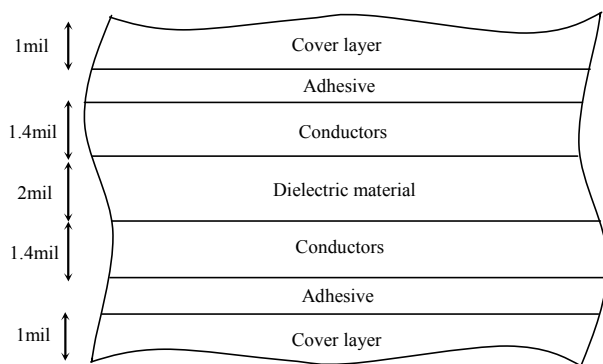 1mil
Cover layer
Adhesive
1.4mil
Conductors
2mil
Dielectric material
1.4mil
Conductors
Adhesive
1mil
Cover layer